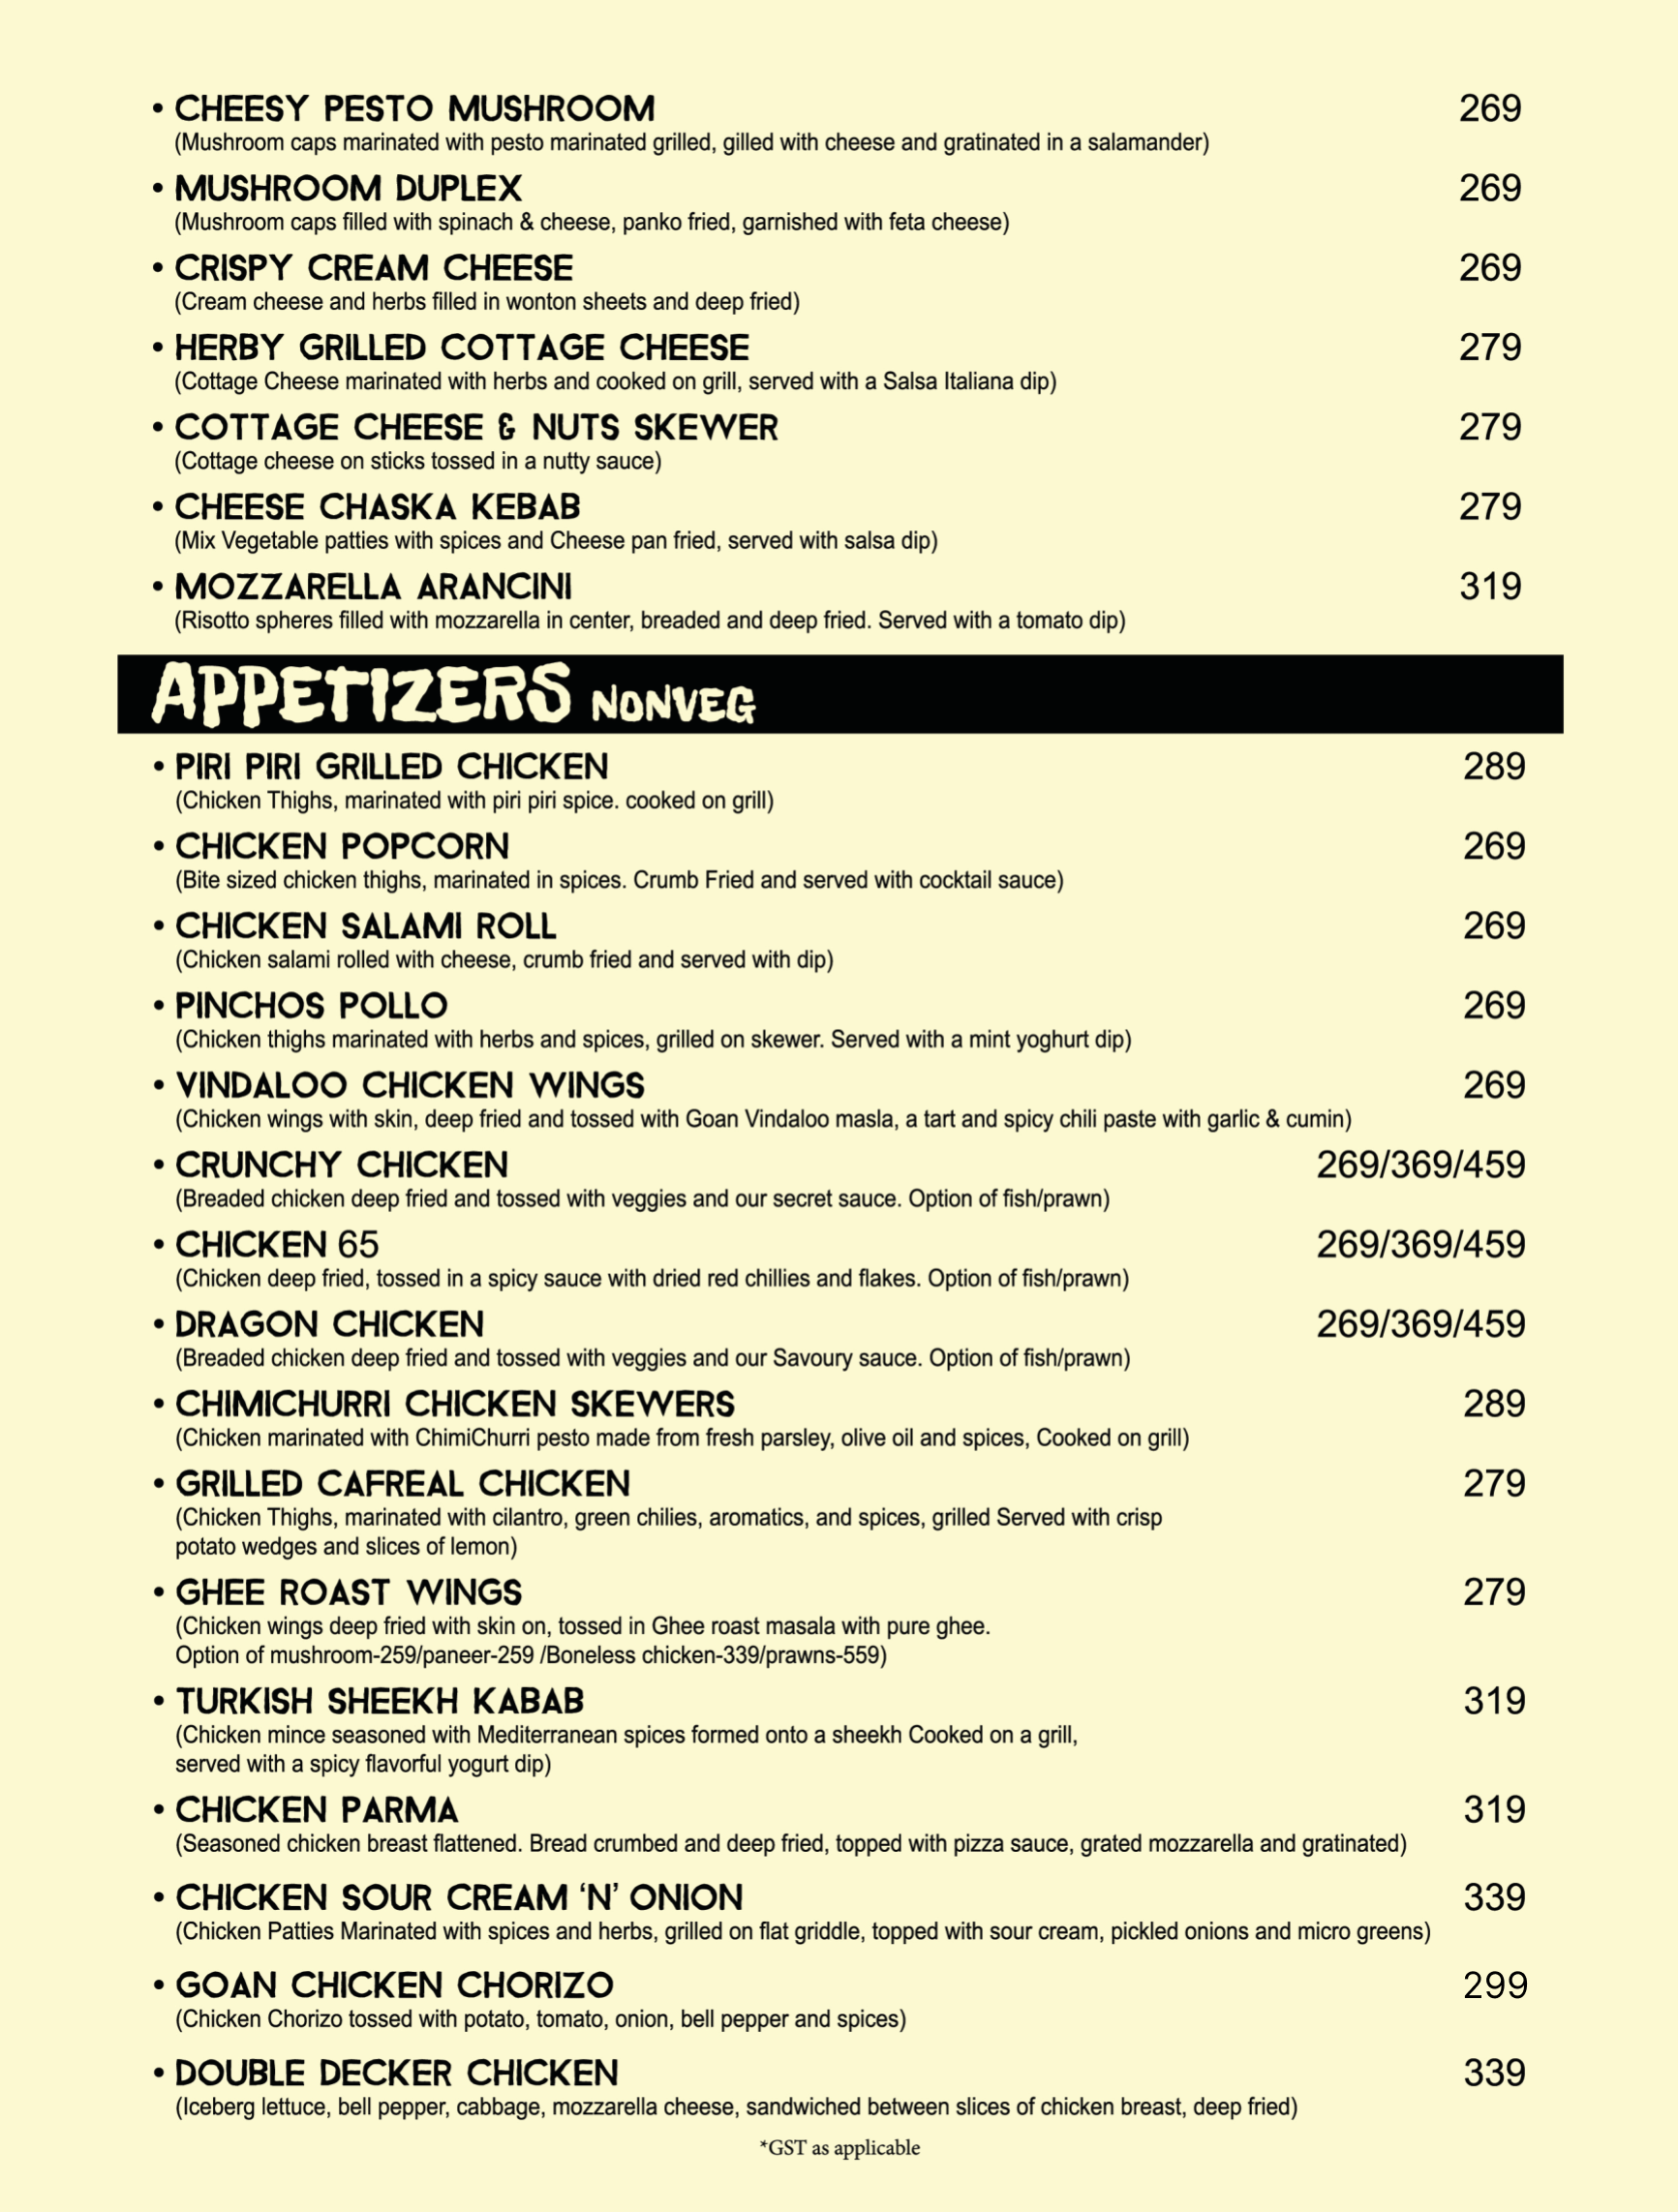 • CHEESY PESTO MUSHROOM 269
(Mushroom caps marinated with pesto marinated grilled, gilled with cheese and gratinated in a salamander)
• MUSHROOM DUPLEX 269
(Mushroom caps filled with spinach & cheese, panko fried, garnished with feta cheese)
• CRISPY CREAM CHEESE 269
(Cream cheese and herbs filled in wonton sheets and deep fried)
• HERBY GRILLED COTTAGE CHEESE 279
(Cottage Cheese marinated with herbs and cooked on grill, served with a Salsa Italiana dip)
• COTTAGE CHEESE & NUTS SKEWER 279
(Cottage cheese on sticks tossed in a nutty sauce)
• CHEESE CHASKA KEBAB 279
(Mix Vegetable patties with spices and Cheese pan fried, served with salsa dip)
• MOZZARELLA ARANCINI 319
(Risotto spheres filled with mozzarella in center, breaded and deep fried. Served with a tomato dip)
APPETIZERS NONVEG
• PIRI PIRI GRILLED CHICKEN 289
(Chicken Thighs, marinated with piri piri spice. cooked on grill)
• CHICKEN POPCORN 269
(Bite sized chicken thighs, marinated in spices. Crumb Fried and served with cocktail sauce)
• CHICKEN SALAMI ROLL 269
(Chicken salami rolled with cheese, crumb fried and served with dip)
• PINCHOS POLLO 269
(Chicken thighs marinated with herbs and spices, grilled on skewer. Served with a mint yoghurt dip)
• VINDALOO CHICKEN WINGS 269
(Chicken wings with skin, deep fried and tossed with Goan Vindaloo masla, a tart and spicy chili paste with garlic & cumin)
• CRUNCHY CHICKEN 269/369/459
(Breaded chicken deep fried and tossed with veggies and our secret sauce. Option of fish/prawn)
• CHICKEN 65 269/369/459
(Chicken deep fried, tossed in a spicy sauce with dried red chillies and flakes. Option of fish/prawn)
• DRAGON CHICKEN 269/369/459
(Breaded chicken deep fried and tossed with veggies and our Savoury sauce. Option of fish/prawn)
• CHIMICHURRI CHICKEN SKEWERS 289
(Chicken marinated with ChimiChurri pesto made from fresh parsley, olive oil and spices, Cooked on grill)
• GRILLED CAFREAL CHICKEN 279
(Chicken Thighs, marinated with cilantro, green chilies, aromatics, and spices, grilled Served with crisp
potato wedges and slices of lemon)
• GHEE ROAST WINGS 279
(Chicken wings deep fried with skin on, tossed in Ghee roast masala with pure ghee.
Option of mushroom-259/paneer-259 /Boneless chicken-339/prawns-559)
• TURKISH SHEEKH KABAB 319
(Chicken mince seasoned with Mediterranean spices formed onto a sheekh Cooked on a grill,
served with a spicy flavorful yogurt dip)
• CHICKEN PARMA 319
(Seasoned chicken breast flattened. Bread crumbed and deep fried, topped with pizza sauce, grated mozzarella and gratinated)
• CHICKEN SOUR CREAM ‘N’ ONION 339
(Chicken Patties Marinated with spices and herbs, grilled on flat griddle, topped with sour cream, pickled onions and micro greens)
• GOAN CHICKEN CHORIZO 299
(Chicken Chorizo tossed with potato, tomato, onion, bell pepper and spices)
• DOUBLE DECKER CHICKEN 339
(Iceberg lettuce, bell pepper, cabbage, mozzarella cheese, sandwiched between slices of chicken breast, deep fried)
*GST as applicable